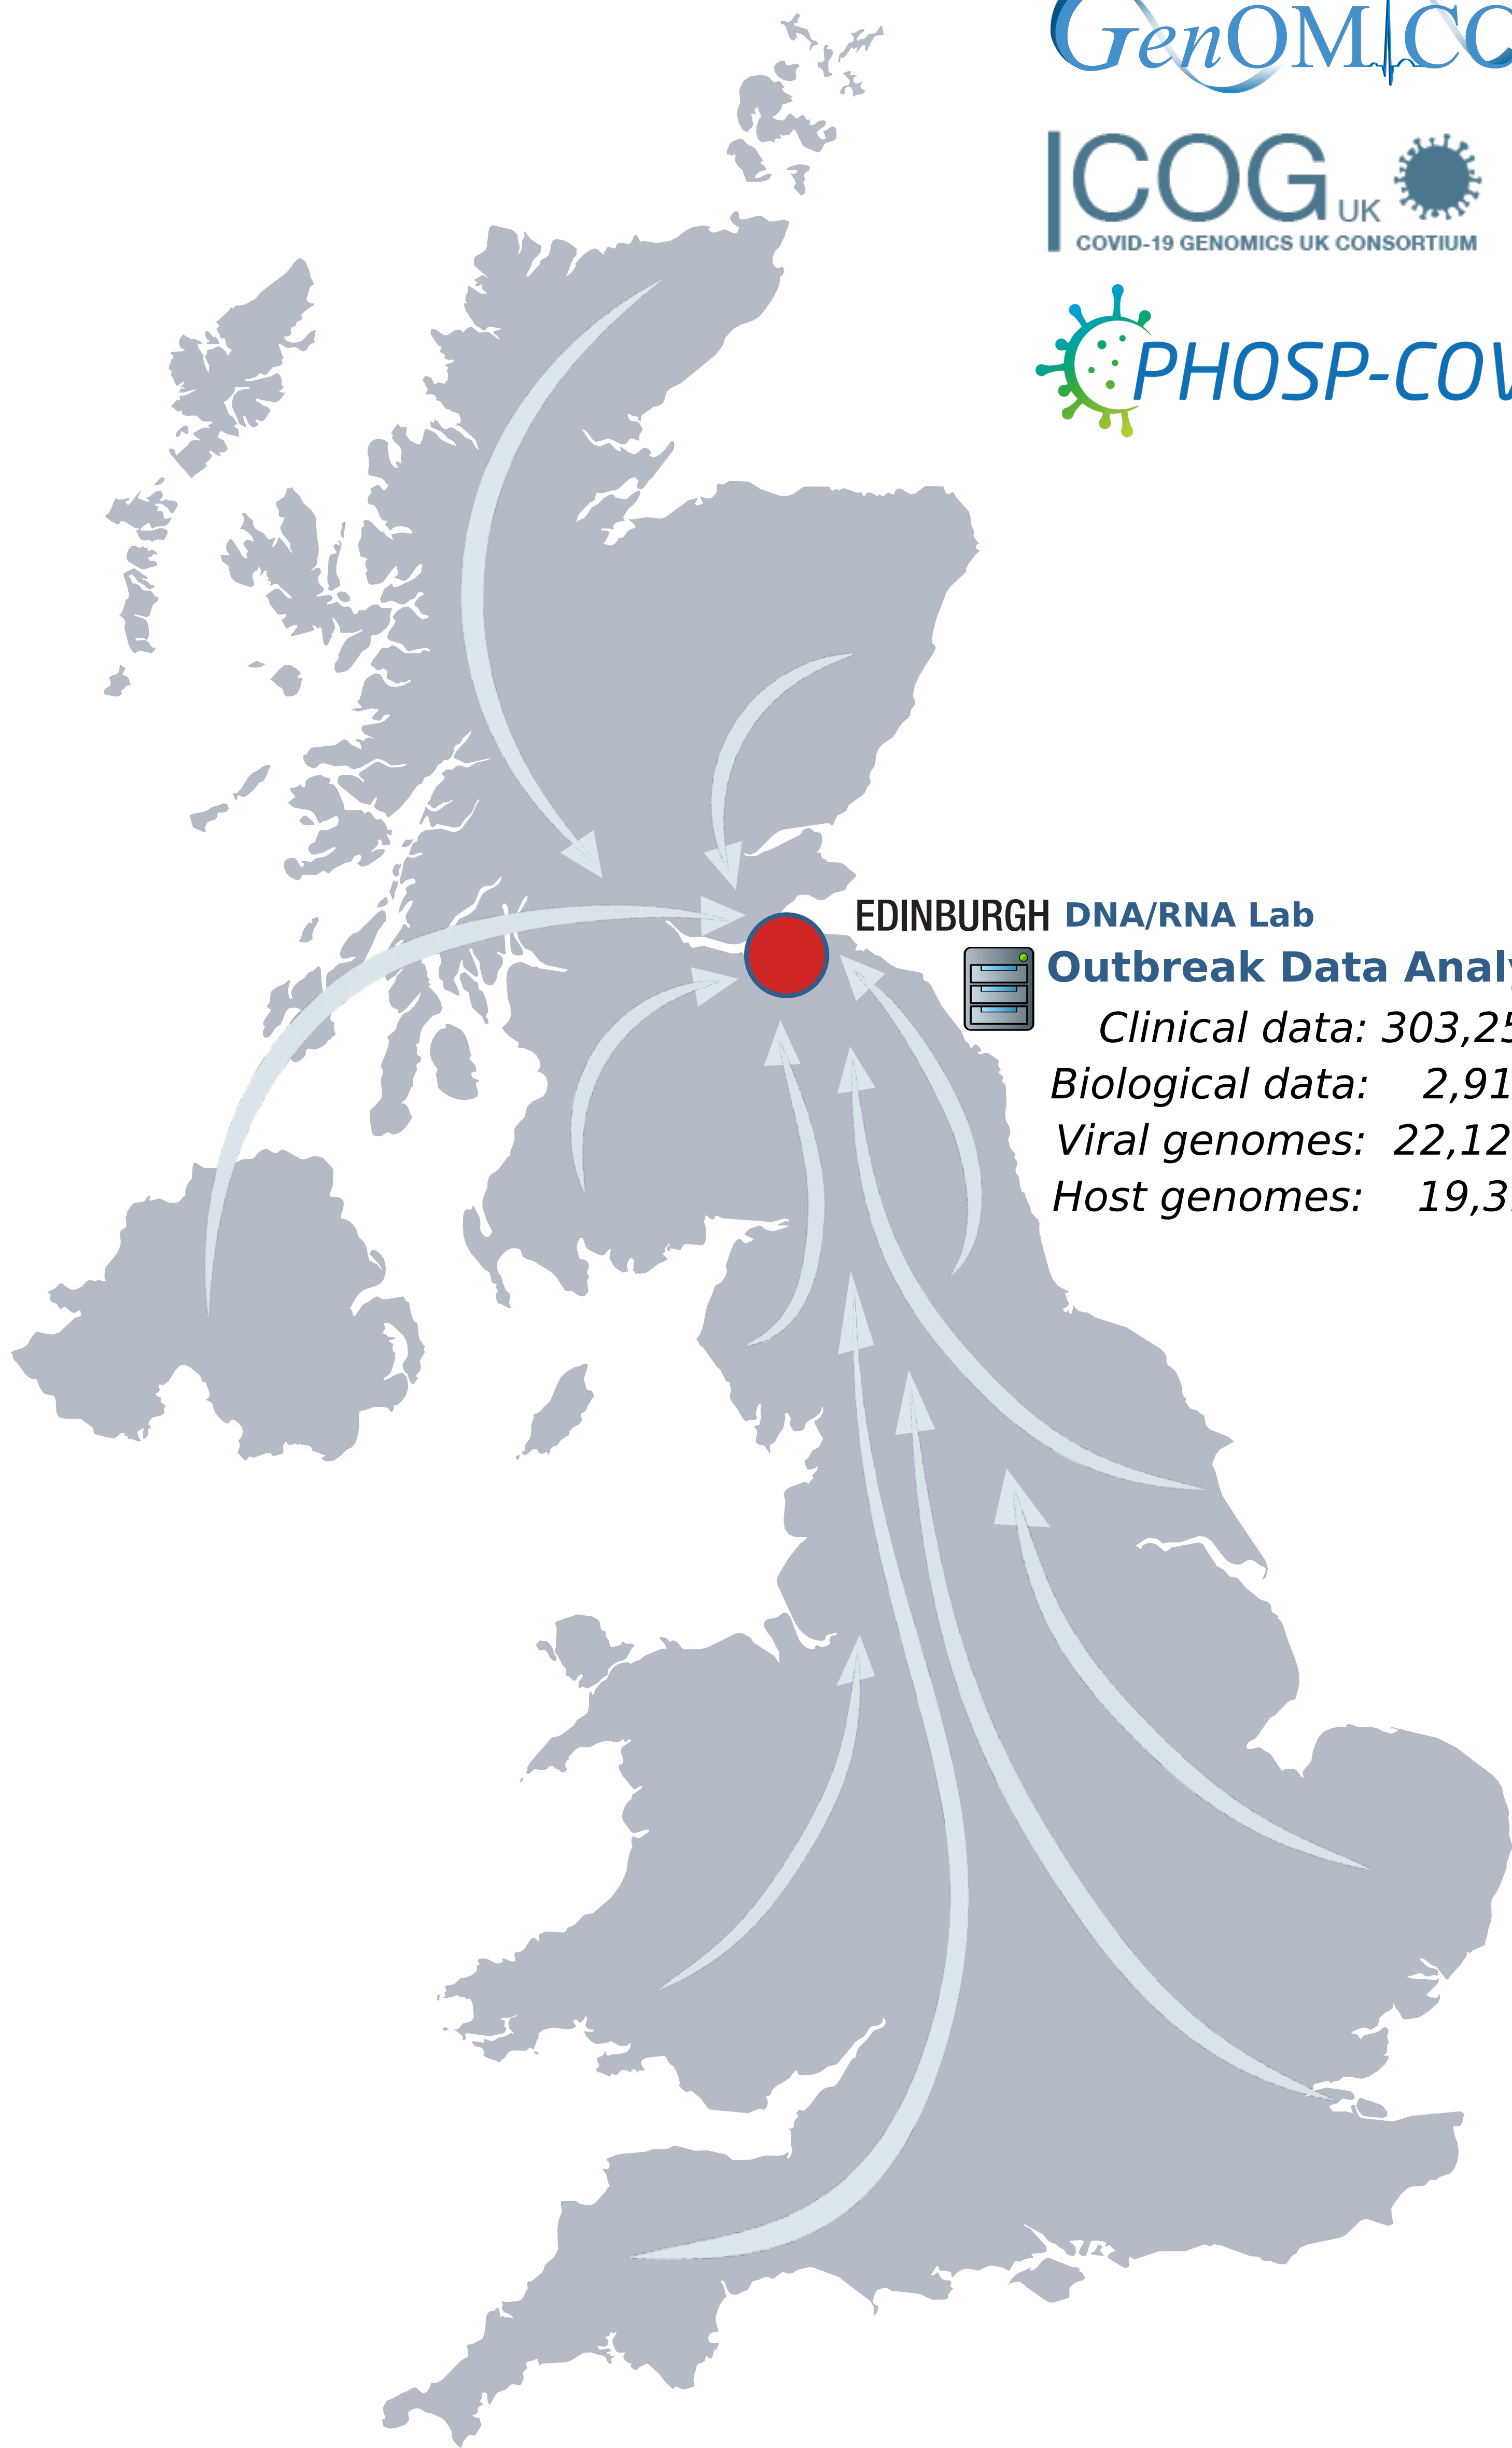 GenOMICC
COG UK
COVID-19 GENOMICS UK CONSORTIUM
PHOSP-COV
EDINBURGH DNA/RNA Lab
Outbreak Data Analy
Clinical data: 303,25
Biological data: 2,91
Viral genomes: 22,12
Host genomes: 19,3